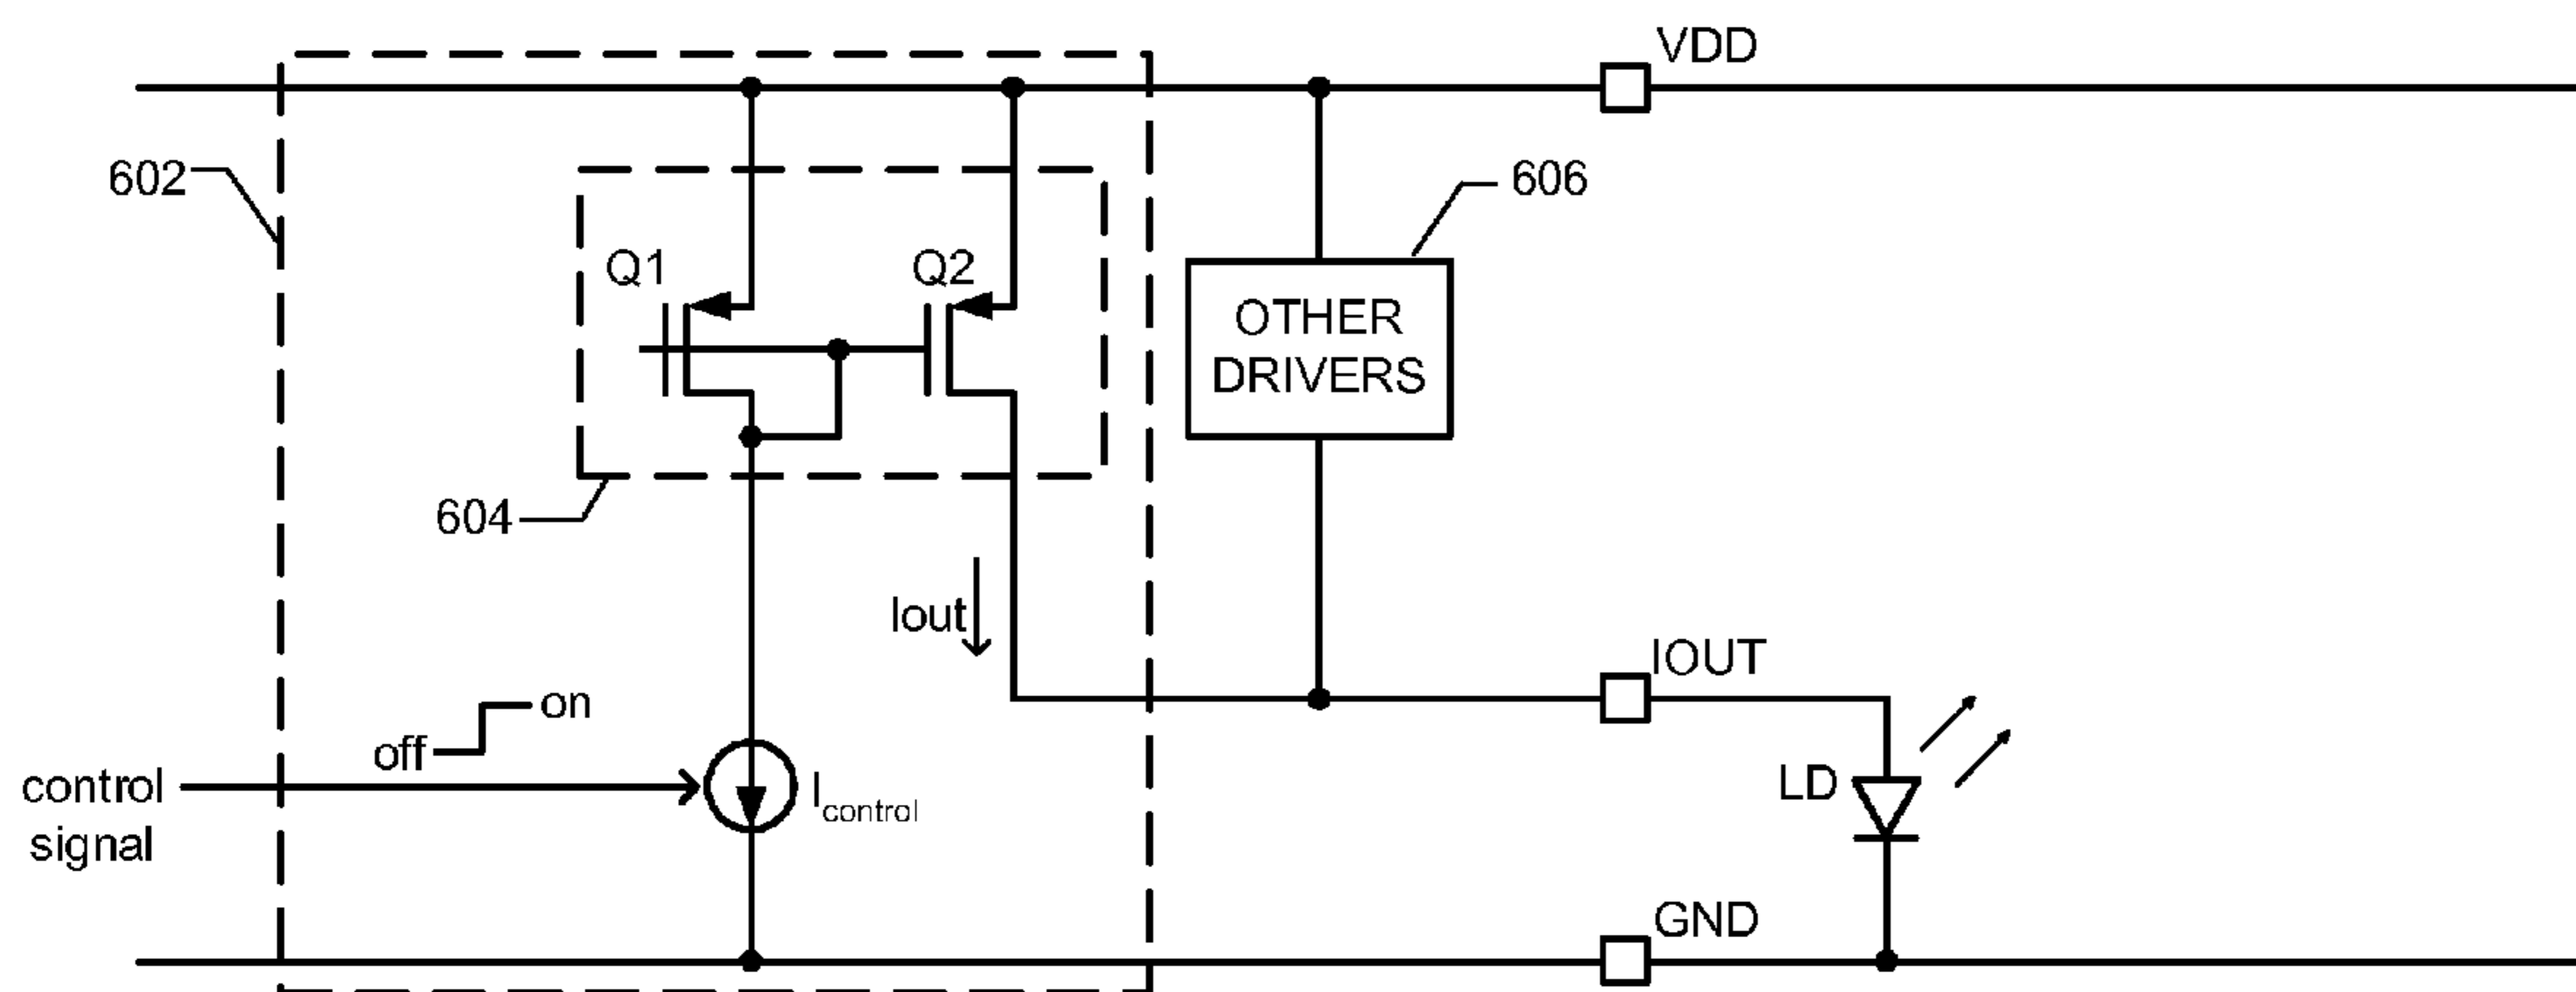 VDD
602
606
Q1
Q2
OTHER
DRIVERS
604
Iout
IOUT
on
off
control
signal
Icontrol
LD
GND